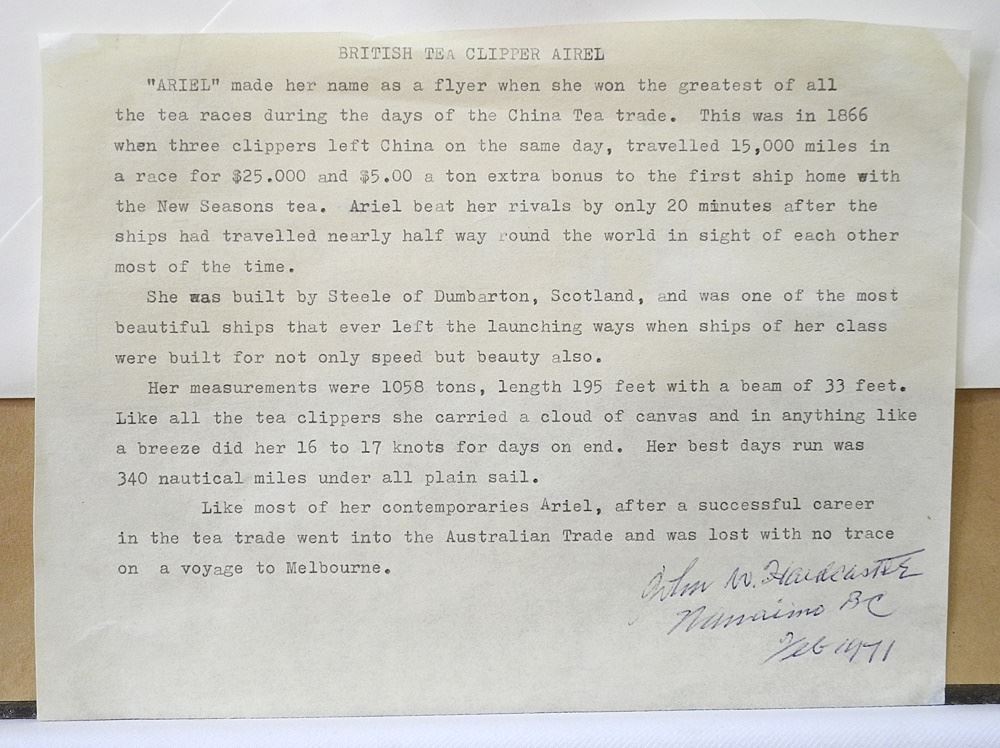 BRITISH TEA CLIPPER AIREL
"ARIEL" made her name as a flyer when she won the greatest of all
the tea races during the days of the China Tea trade. This was in 1866
when three clippers left China on the same day, travelled 15,000 miles in
a race for $25.000 and $5.00 a ton extra bonus to the first ship home with
the New Seasons tea. Ariel beat her rivals by only 20 minutes after the
ships had travelled nearly half way round the world in sight of each other
most of the time.
She was built by Steele of Dumbarton, Scotland, and was one of the most
beautiful ships that ever left the launching ways when ships of her class
were built for not only speed but beauty also.
Her measurements were 1058 tons, length 195 feet with a beam of 33 feet.
Like all the tea clippers she carried a cloud of canvas and in anything like
a breeze did her 16 to 17 knots for days on end. Her best days run was
340 nautical miles under all plain sail.
Like most of her contemporaries Ariel, after a successful career
in the tea trade went into the Australian Trade and was lost with no trace
on a voyage to Melbourne.
John W. Hardcastle
Nanaimo BC
Feb 1971